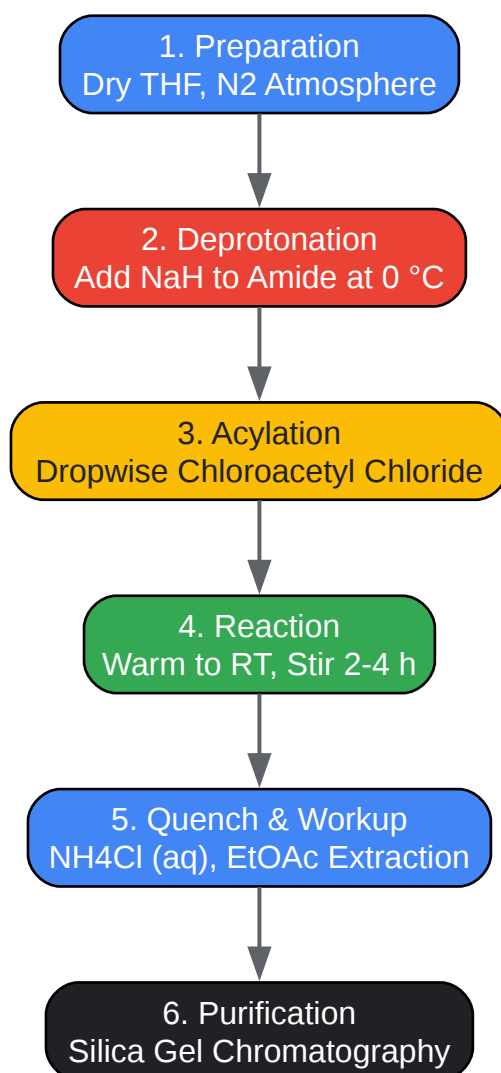 1. Preparation
Dry THF, N2 Atmosphere
2. Deprotonation
Add NaH to Amide at 0 °C
3. Acylation
Dropwise Chloroacetyl Chloride
4. Reaction
Warm to RT, Stir 2-4 h
5. Quench & Workup
NH4Cl (aq), EtOAc Extraction
6. Purification
Silica Gel Chromatography